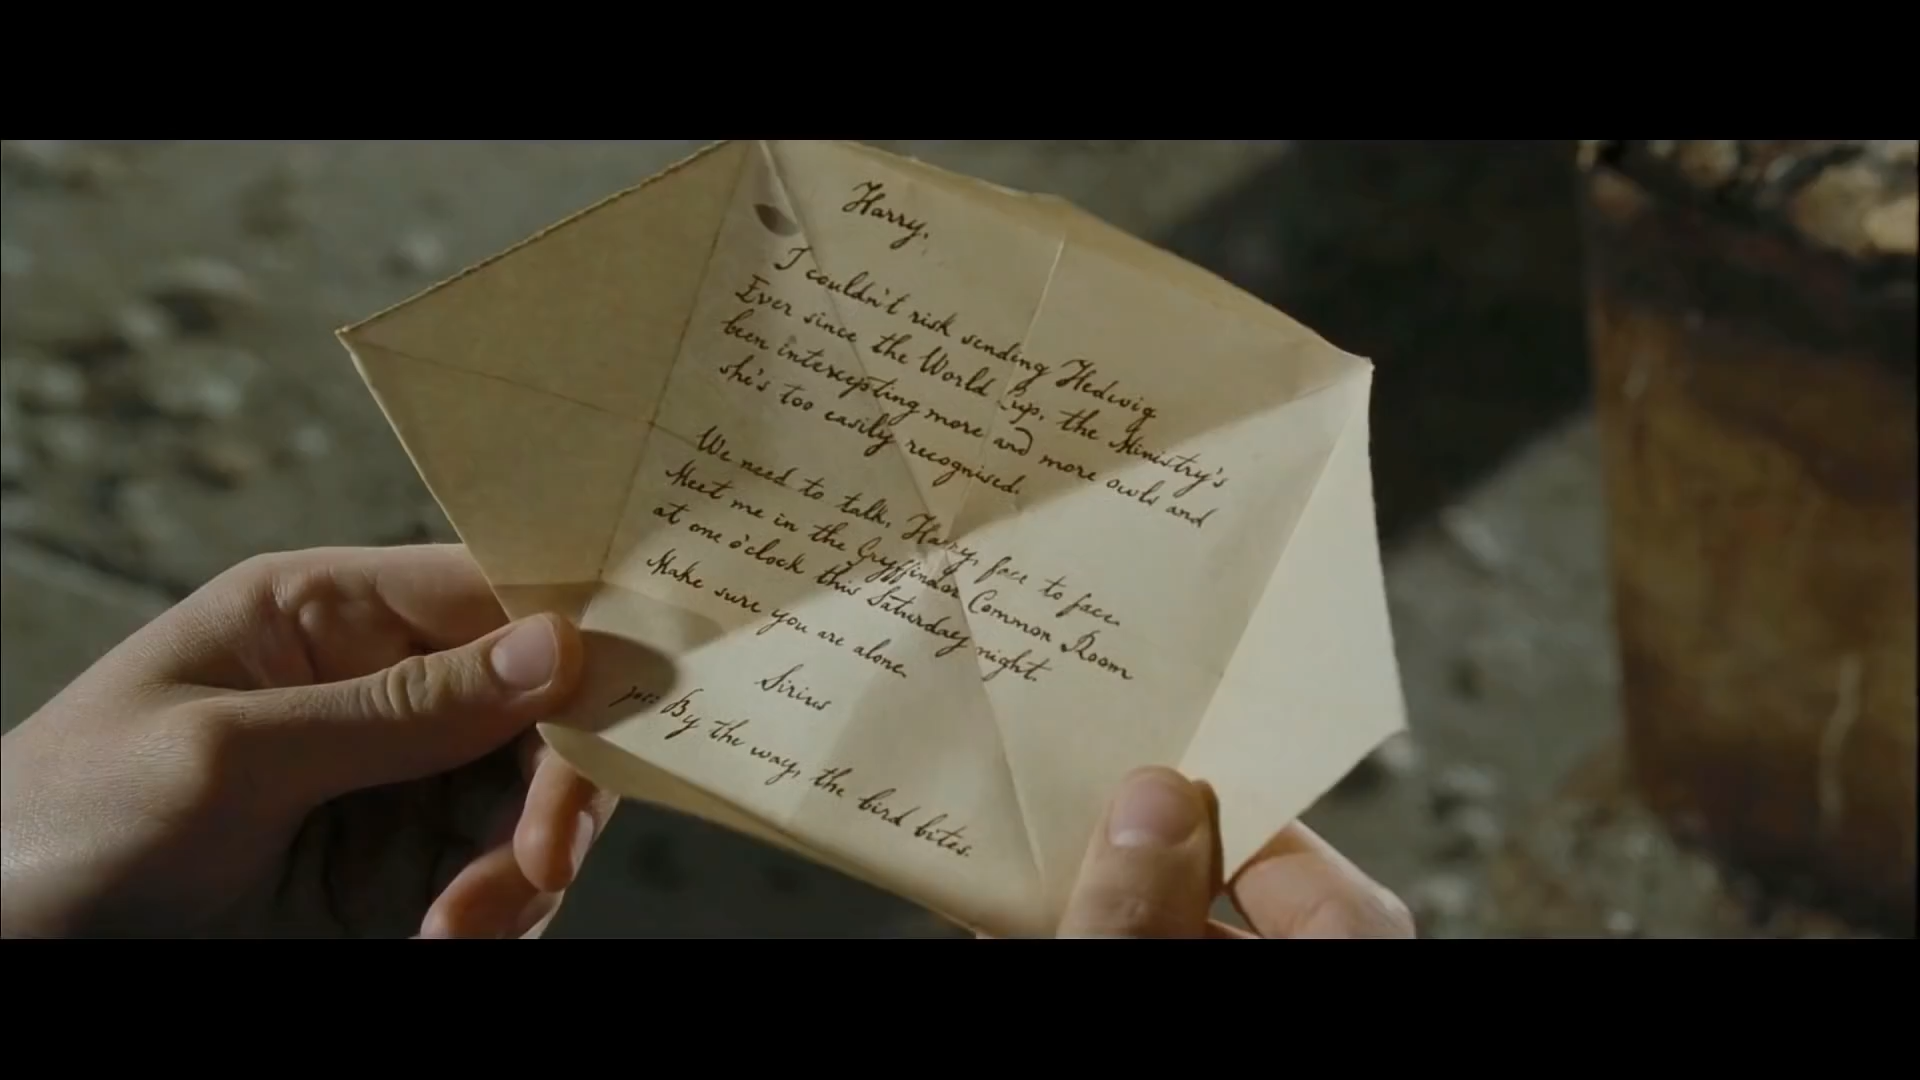 Harry,
I couldn't risk sending Hedwig
Ever since the World Cup, the Ministry's
been intercepting more and more owls and
she's too easily recognised.
We need to talk, Harry, face to face.
Meet me in the Gryffindor Common Room
at one o'clock this Saturday night.
Make sure you are alone.
Sirius
By the way, the bird bites.